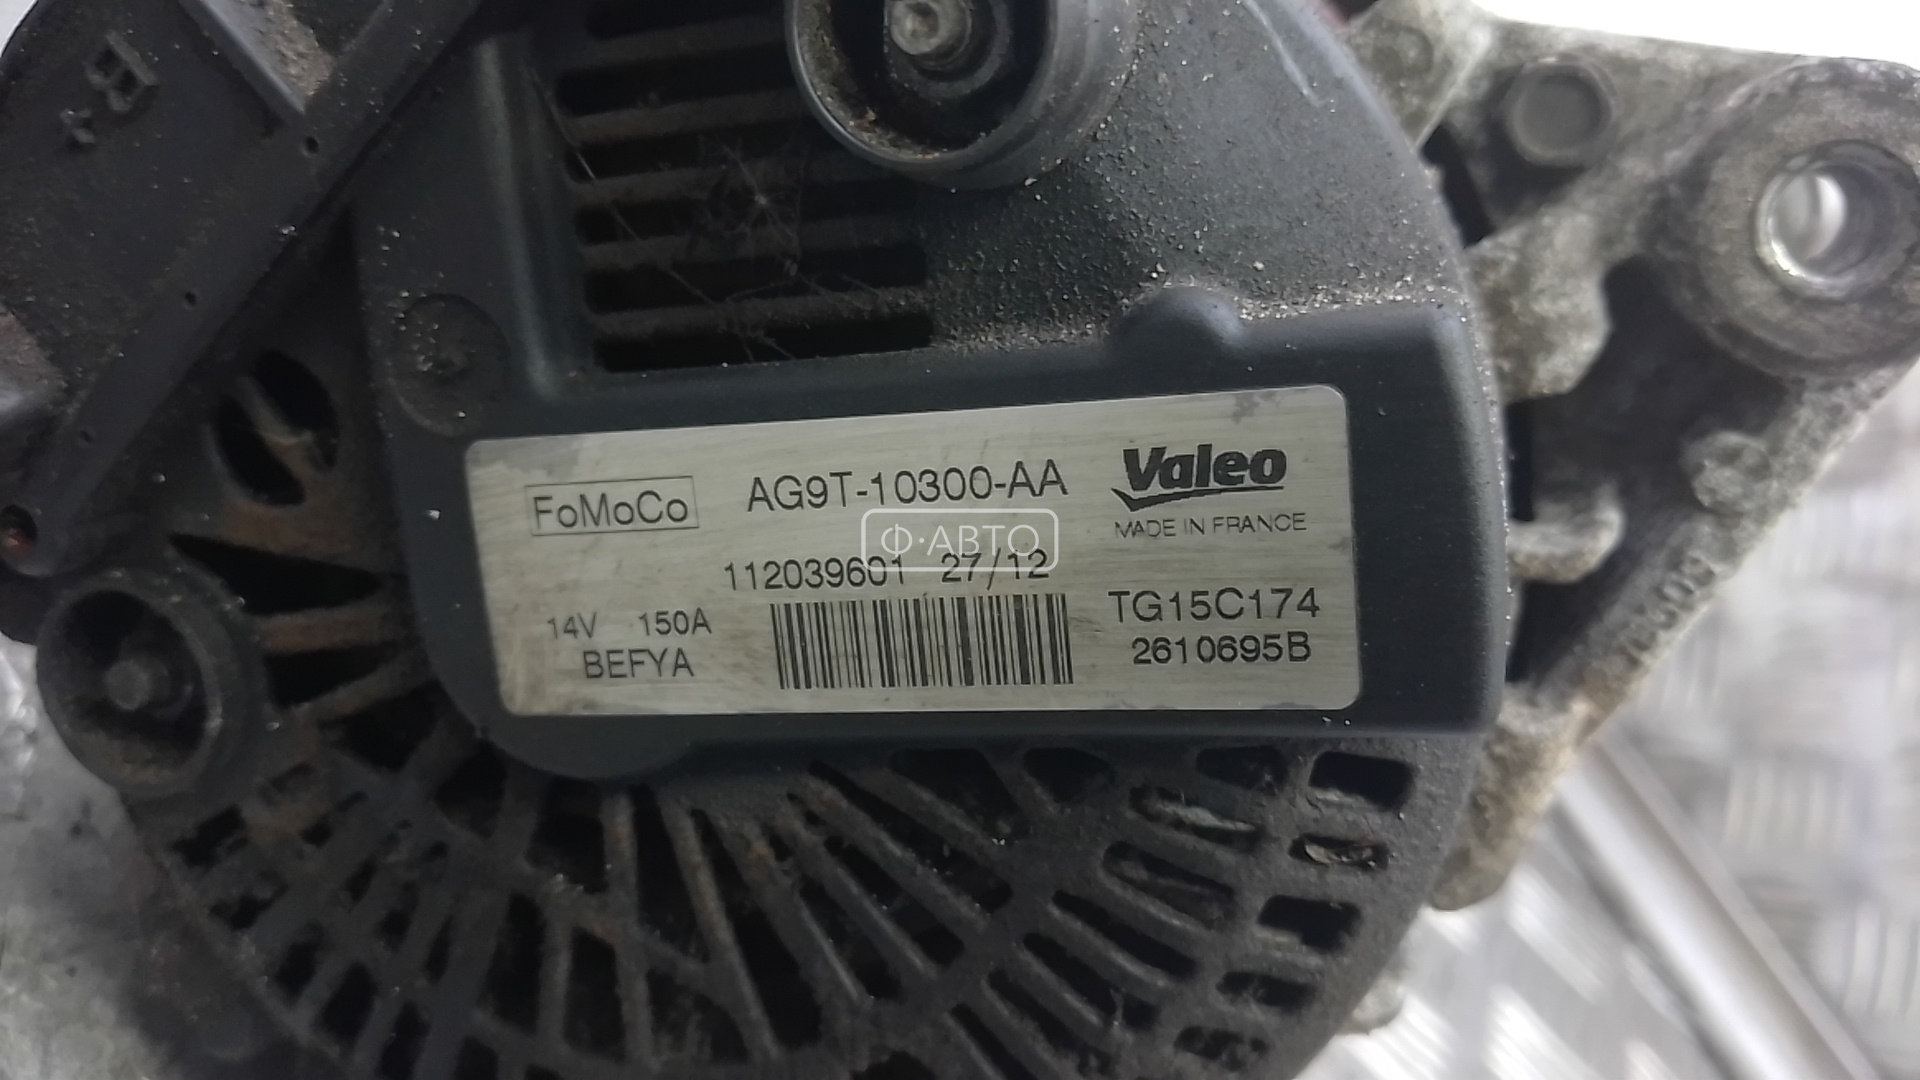 B+
FoMoCo AG9T-10300-AA Valeo
MADE IN FRANCE
Ф·АВТО
112039601 27/12
14V 150A TG15C174
BEFYA 2610695B